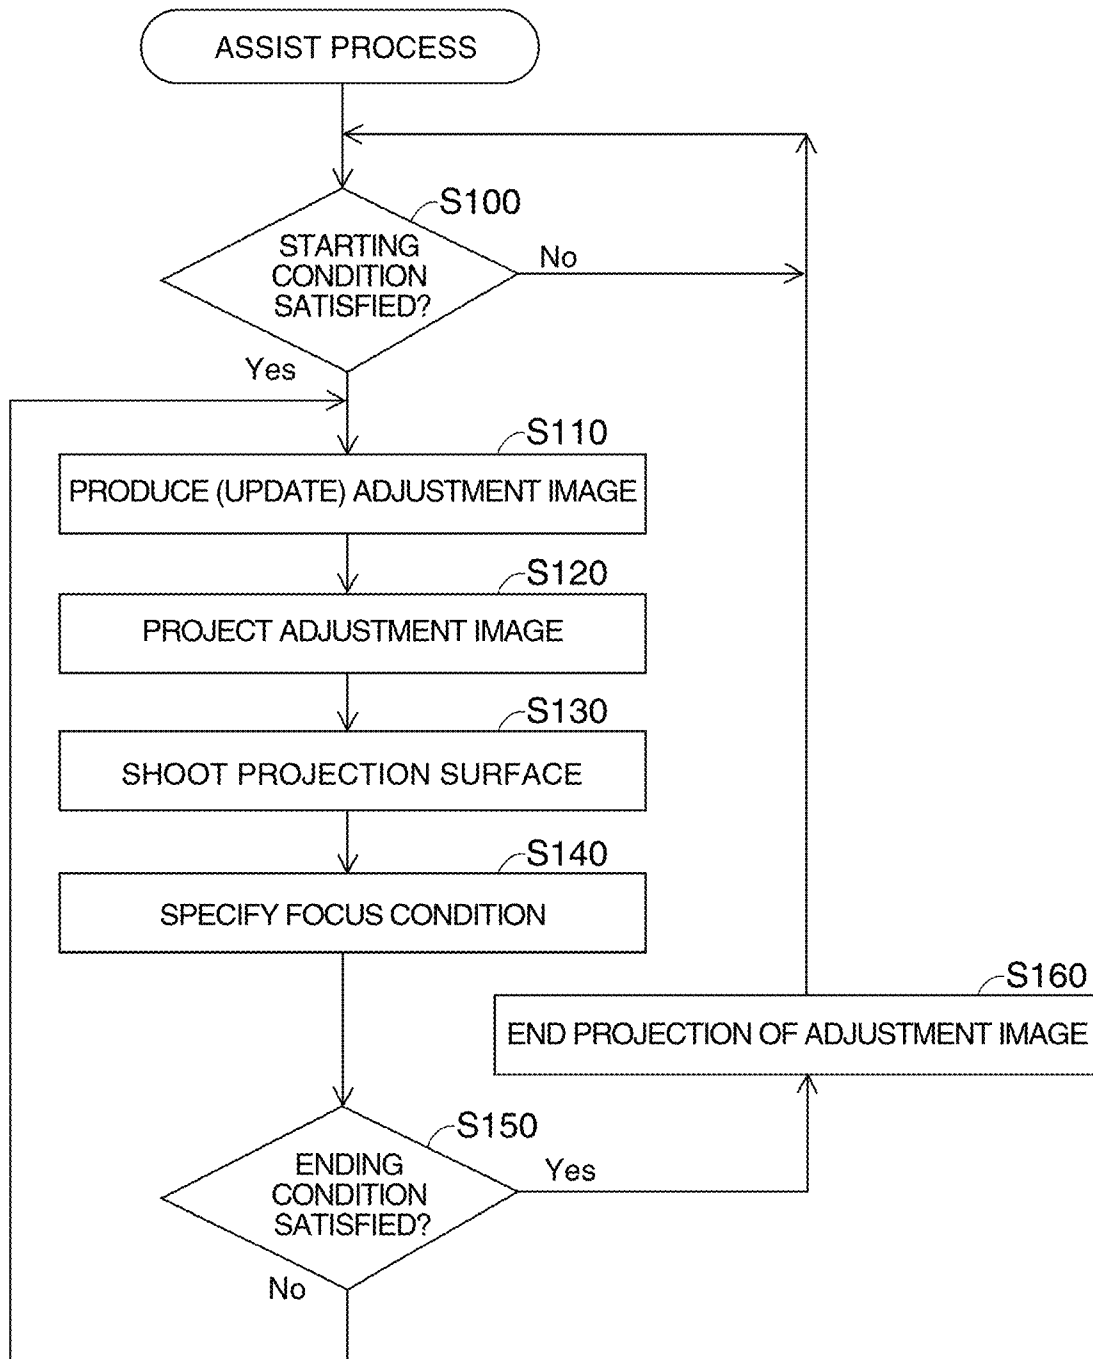 ASSIST PROCESS
S100
STARTING
CONDITION
SATISFIED?
No
Yes
S110
PRODUCE (UPDATE) ADJUSTMENT IMAGE
S120
PROJECT ADJUSTMENT IMAGE
S130
SHOOT PROJECTION SURFACE
S140
SPECIFY FOCUS CONDITION
S160
END PROJECTION OF ADJUSTMENT IMAGE
S150
ENDING
CONDITION
SATISFIED?
Yes
No